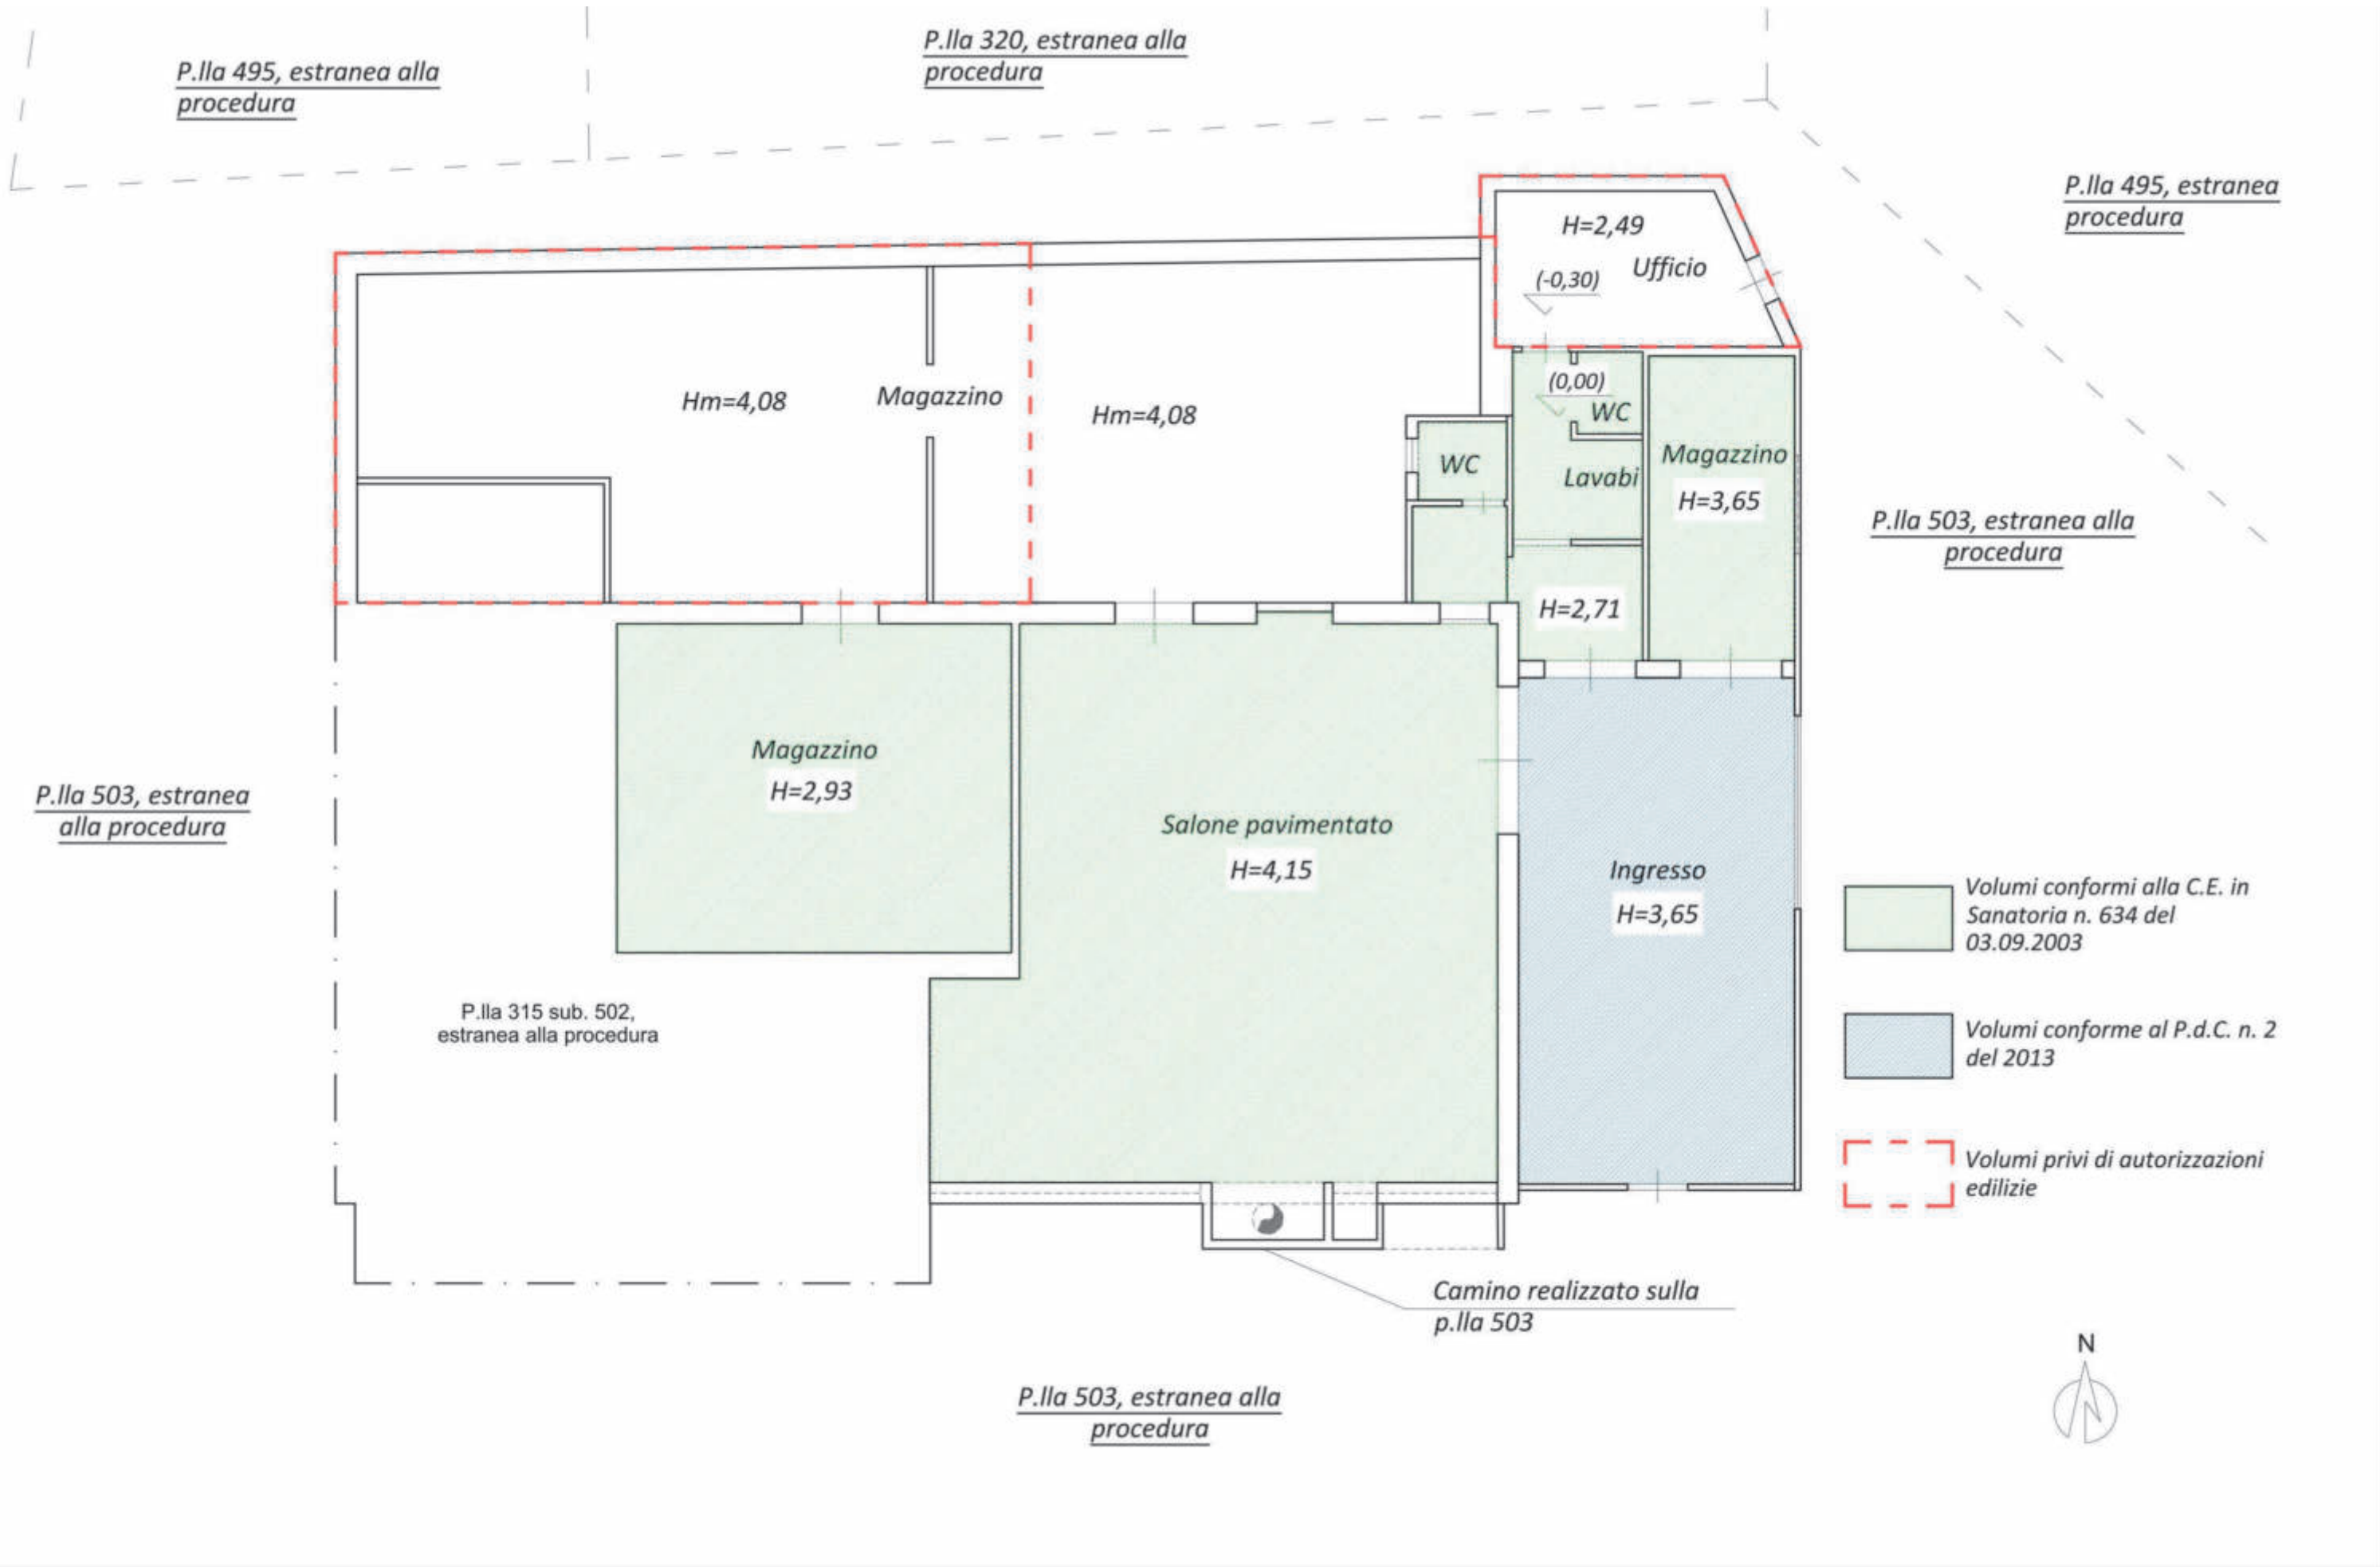 P.lla 495, estranea alla
procedura
P.lla 320, estranea alla
procedura
P.lla 495, estranea
procedura
H=2,49
Ufficio
(-0,30)
Hm=4,08
Magazzino
Hm=4,08
(0,00)
WC
WC
Lavabi
Magazzino
H=3,65
P.lla 503, estranea alla
procedura
H=2,71
Magazzino
H=2,93
P.lla 503, estranea
alla procedura
Salone pavimentato
H=4,15
Ingresso
H=3,65
Volumi conformi alla C.E. in
Sanatoria n. 634 del
03.09.2003
P.lla 315 sub. 502,
estranea alla procedura
Volumi conforme al P.d.C. n. 2
del 2013
Volumi privi di autorizzazioni
edilizie
Camino realizzato sulla
p.lla 503
N
P.lla 503, estranea alla
procedura